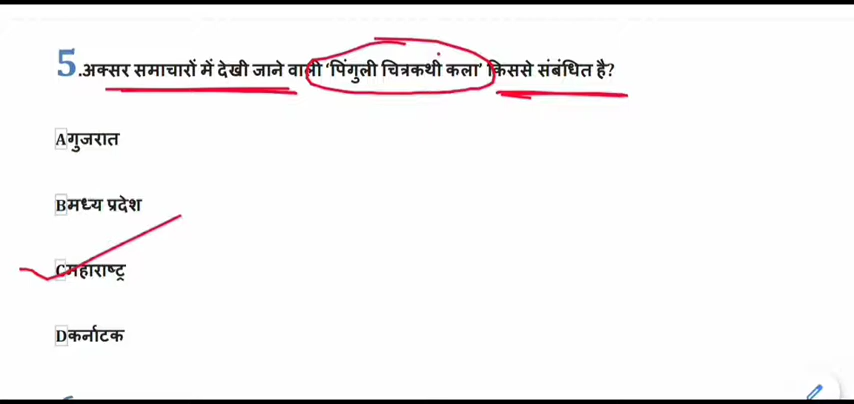 5.अक्सर समाचारों में देखी जाने वाली 'पिंगुली चित्रकथी कला' किससे संबंधित है?
Aगुजरात
Bमध्य प्रदेश
Cमहाराष्ट्र
Dकर्नाटक